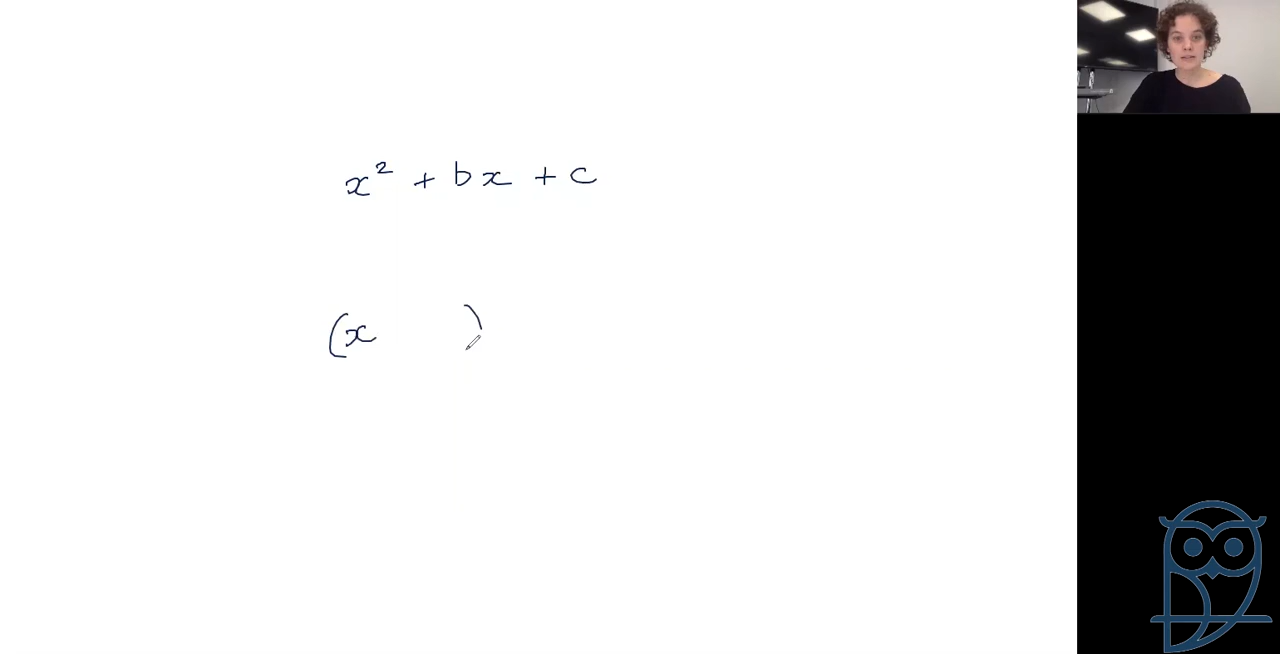 x² + bx + c
(x )